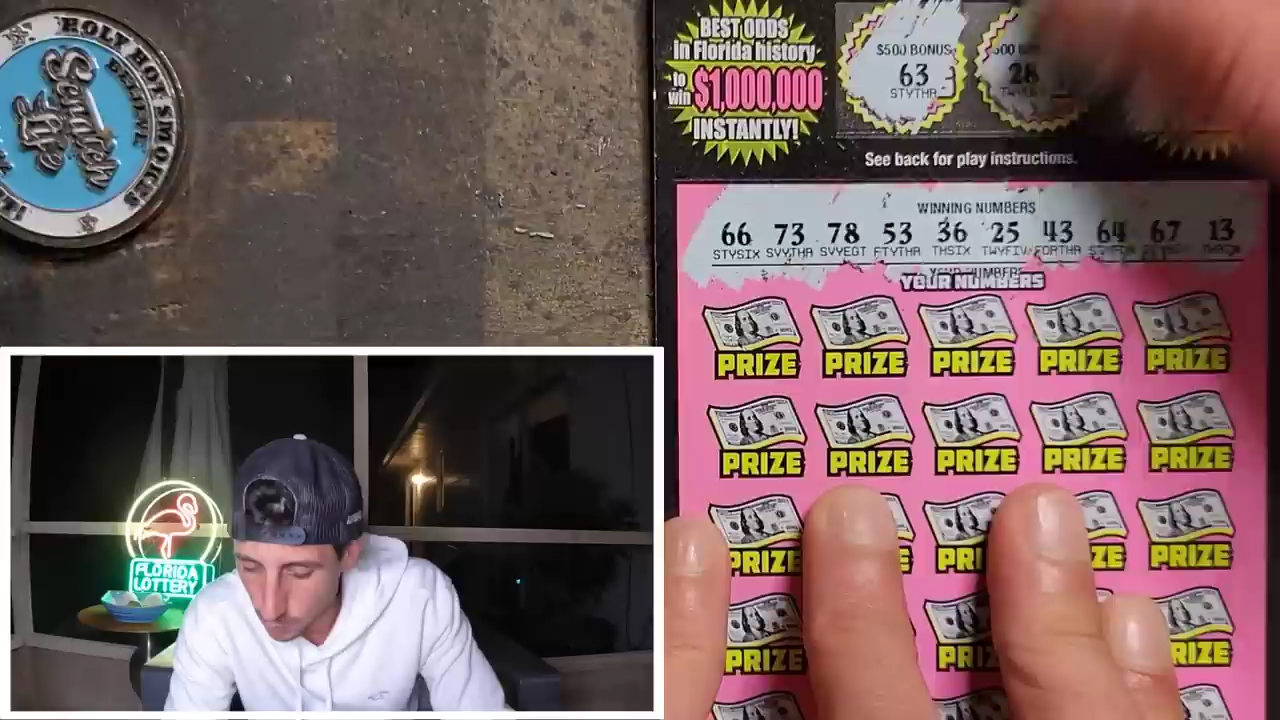 HOLY HOT SMOKES
Scratch
Life
BEST ODDS
in Florida history
to win $1,000,000
INSTANTLY!
$500 BONUS
63
STYTHR
28
See back for play instructions.
WINNING NUMBERS
66 73 78 53 36 25 43 64 67 13
STYSIX SVYTHR SVYEGT FTYTHR THSIX TWYFIV FORTHR
YOUR NUMBERS
PRIZE PRIZE PRIZE PRIZE PRIZE
PRIZE PRIZE PRIZE PRIZE PRIZE
PRIZE PRIZE
PRIZE
FLORIDA
LOTTERY